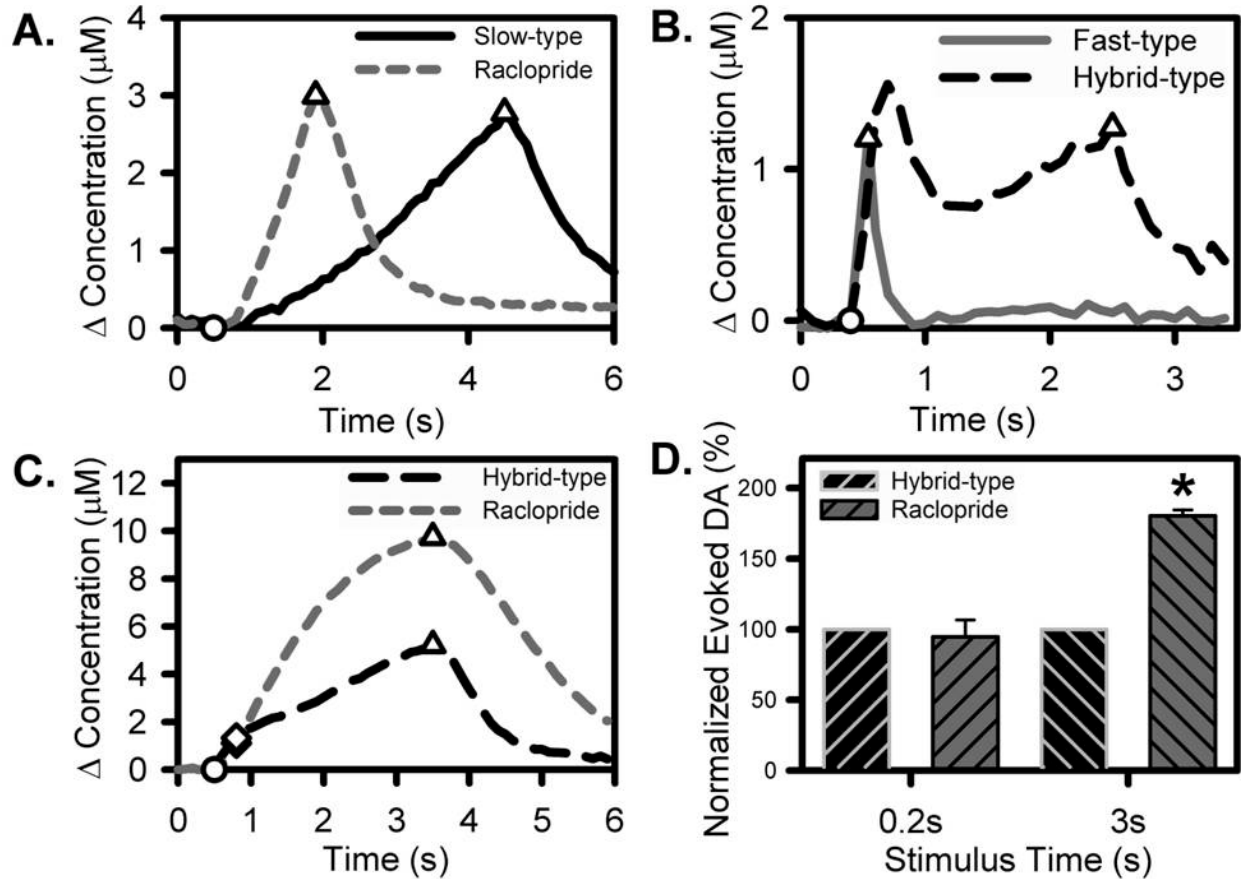 A.
Δ Concentration (μM)
4
3
2
1
0
Slow-type
Raclopride
0 2 4 6
Time (s)
B.
Δ Concentration (μM)
2
1
0
Fast-type
Hybrid-type
0 1 2 3
Time (s)
C.
Δ Concentration (μM)
12
10
8
6
4
2
0
Hybrid-type
Raclopride
0 1 2 3 4 5 6
Time (s)
D.
Normalized Evoked DA (%)
200
150
100
50
0
Hybrid-type
Raclopride
*
0.2s 3s
Stimulus Time (s)